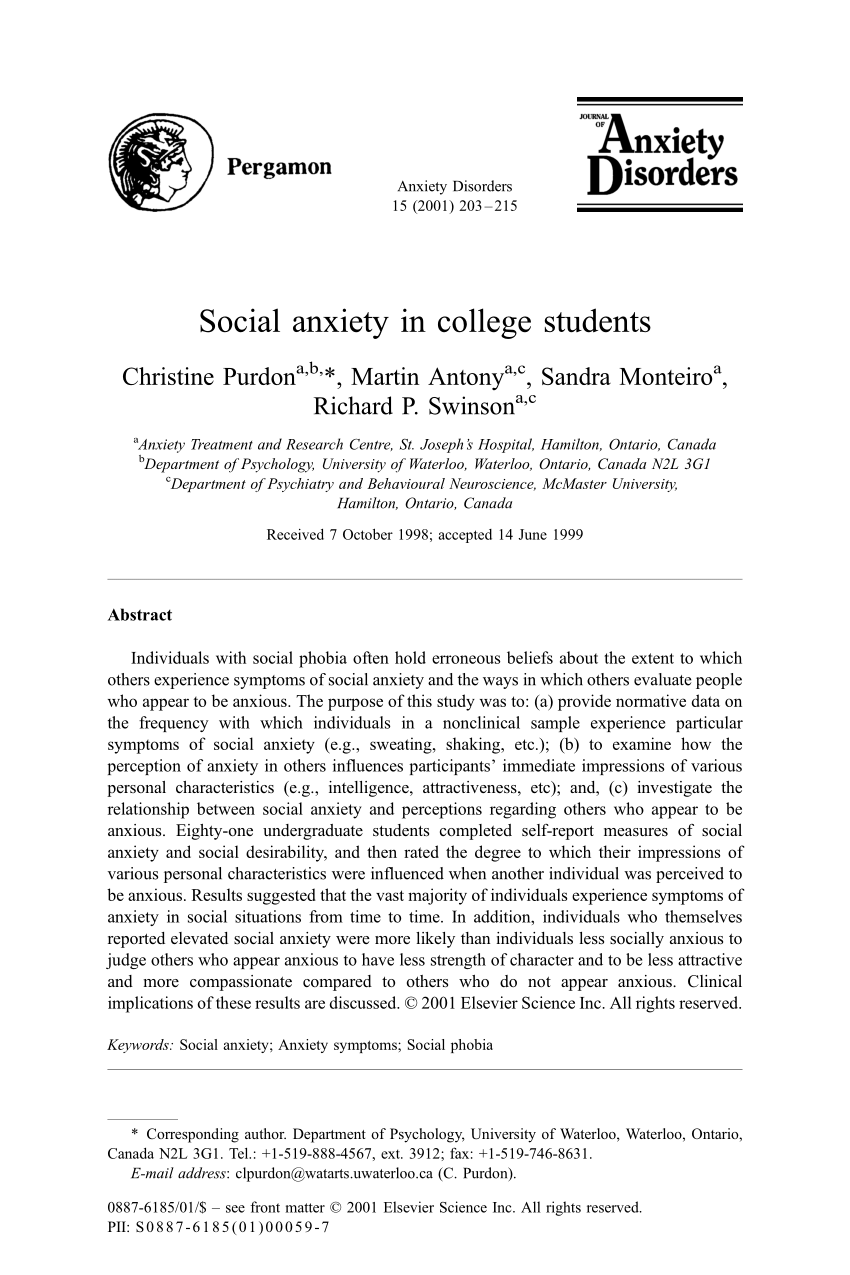 Pergamon
Anxiety Disorders
15 (2001) 203–215
JOURNAL
OF
Anxiety
Disorders
Social anxiety in college students
Christine Purdon^a,b,*, Martin Antony^a,c, Sandra Monteiro^a,
Richard P. Swinson^a,c
^aAnxiety Treatment and Research Centre, St. Joseph's Hospital, Hamilton, Ontario, Canada
^bDepartment of Psychology, University of Waterloo, Waterloo, Ontario, Canada N2L 3G1
^cDepartment of Psychiatry and Behavioural Neuroscience, McMaster University,
Hamilton, Ontario, Canada
Received 7 October 1998; accepted 14 June 1999
Abstract
Individuals with social phobia often hold erroneous beliefs about the extent to which
others experience symptoms of social anxiety and the ways in which others evaluate people
who appear to be anxious. The purpose of this study was to: (a) provide normative data on
the frequency with which individuals in a nonclinical sample experience particular
symptoms of social anxiety (e.g., sweating, shaking, etc.); (b) to examine how the
perception of anxiety in others influences participants' immediate impressions of various
personal characteristics (e.g., intelligence, attractiveness, etc); and, (c) investigate the
relationship between social anxiety and perceptions regarding others who appear to be
anxious. Eighty-one undergraduate students completed self-report measures of social
anxiety and social desirability, and then rated the degree to which their impressions of
various personal characteristics were influenced when another individual was perceived to
be anxious. Results suggested that the vast majority of individuals experience symptoms of
anxiety in social situations from time to time. In addition, individuals who themselves
reported elevated social anxiety were more likely than individuals less socially anxious to
judge others who appear anxious to have less strength of character and to be less attractive
and more compassionate compared to others who do not appear anxious. Clinical
implications of these results are discussed. © 2001 Elsevier Science Inc. All rights reserved.
Keywords: Social anxiety; Anxiety symptoms; Social phobia
* Corresponding author. Department of Psychology, University of Waterloo, Waterloo, Ontario,
Canada N2L 3G1. Tel.: +1-519-888-4567, ext. 3912; fax: +1-519-746-8631.
E-mail address: clpurdon@watarts.uwaterloo.ca (C. Purdon).
0887-6185/01/$ – see front matter © 2001 Elsevier Science Inc. All rights reserved.
PII: S0887-6185(01)00059-7